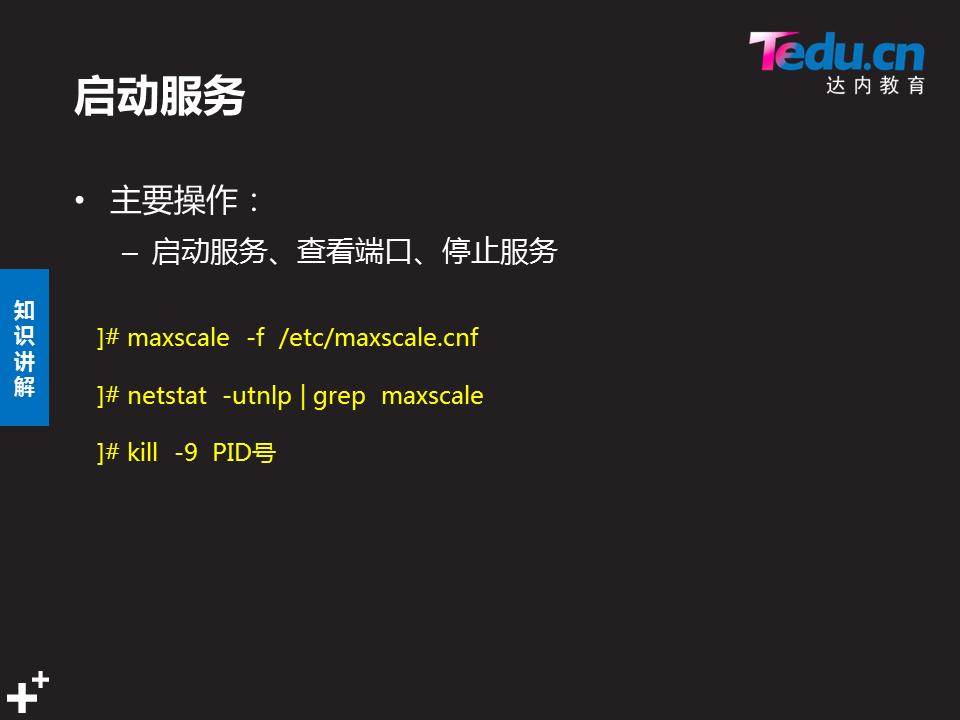 Tedu.cn
达内教育
启动服务
• 主要操作：
– 启动服务、查看端口、停止服务
知识讲解
]# maxscale -f /etc/maxscale.cnf
]# netstat -utnlp | grep maxscale
]# kill -9 PID号